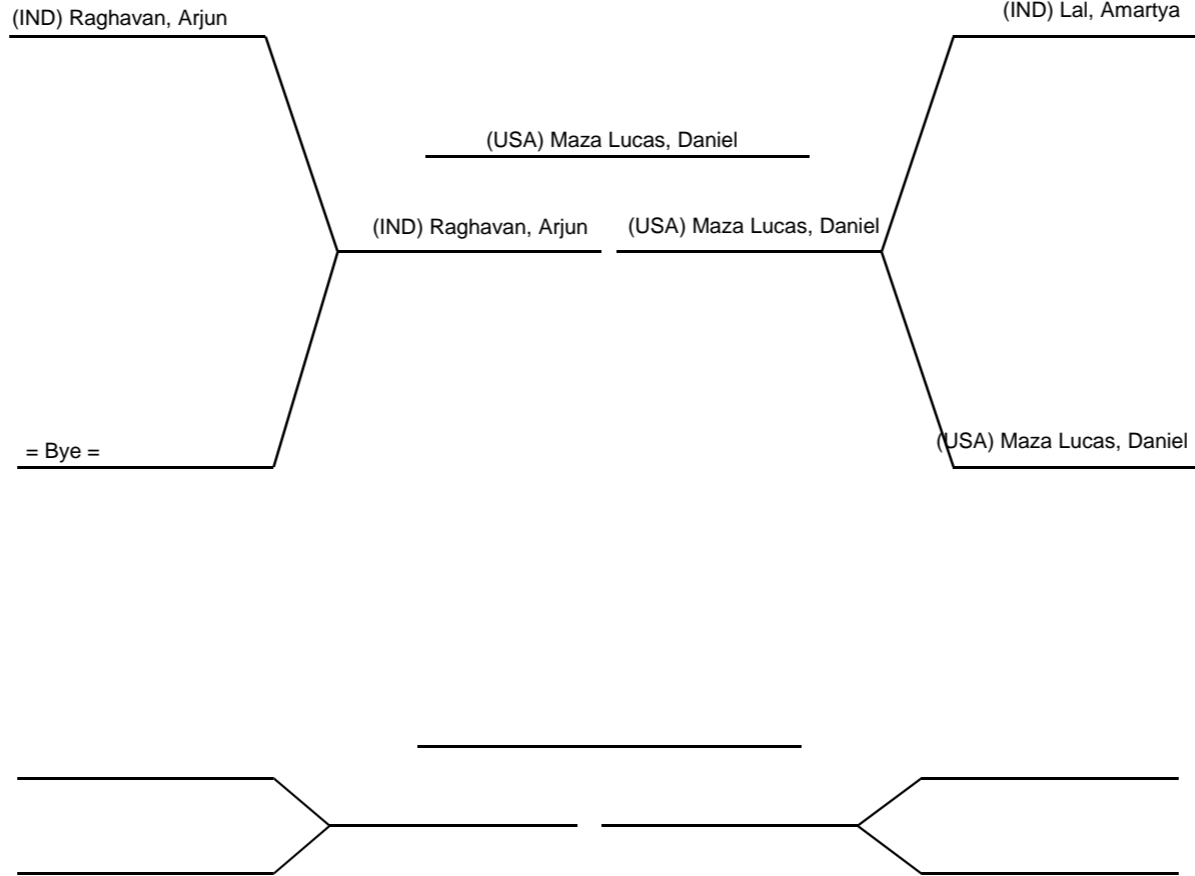 (IND) Raghavan, Arjun
(IND) Lal, Amartya
(USA) Maza Lucas, Daniel
(IND) Raghavan, Arjun
(USA) Maza Lucas, Daniel
= Bye =
(USA) Maza Lucas, Daniel